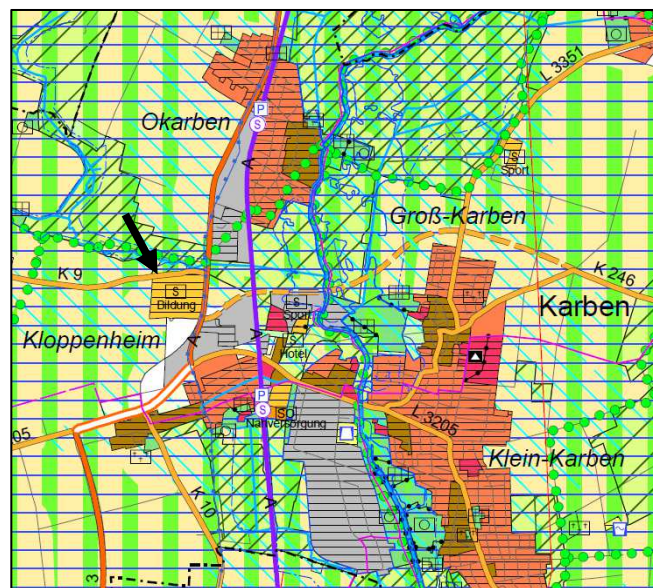 L 3351
Okarben
P
S
S
Sport
A
Groß-Karben
K 9
S
Bildung
K 246
Karben
S
Sport
Kloppenheim
A
A
S
Hotel
P
S
SO
Nahversorgung
L 3205
05
Klein-Karben
K 10
A
3